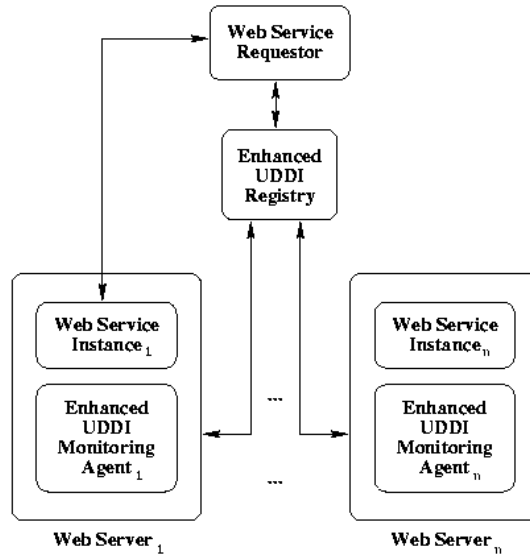 Web Service
Requestor
Enhanced
UDDI
Registry
Web Service
Instance 1
Web Service
Instance n
...
Enhanced
UDDI
Monitoring
Agent 1
Enhanced
UDDI
Monitoring
Agent n
...
Web Server 1
Web Server n